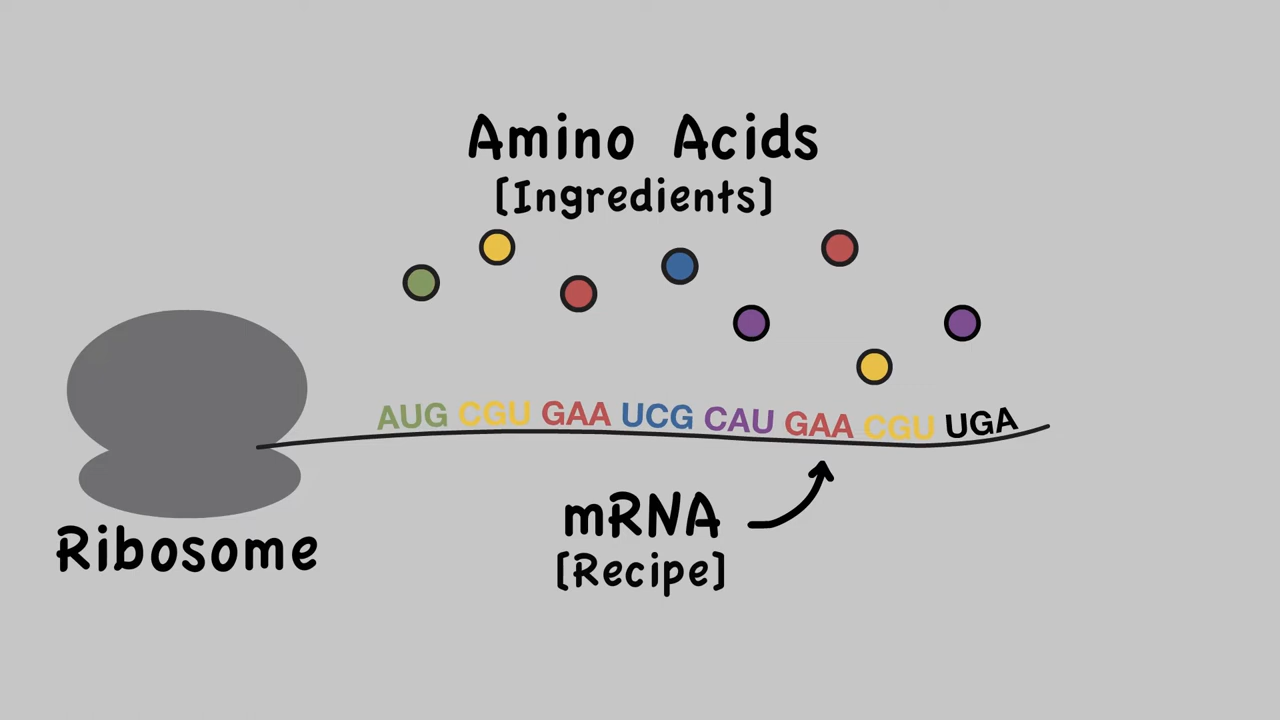 Amino Acids
[Ingredients]
AUG CGU GAA UCG CAU GAA CGU UGA
mRNA
[Recipe]
Ribosome